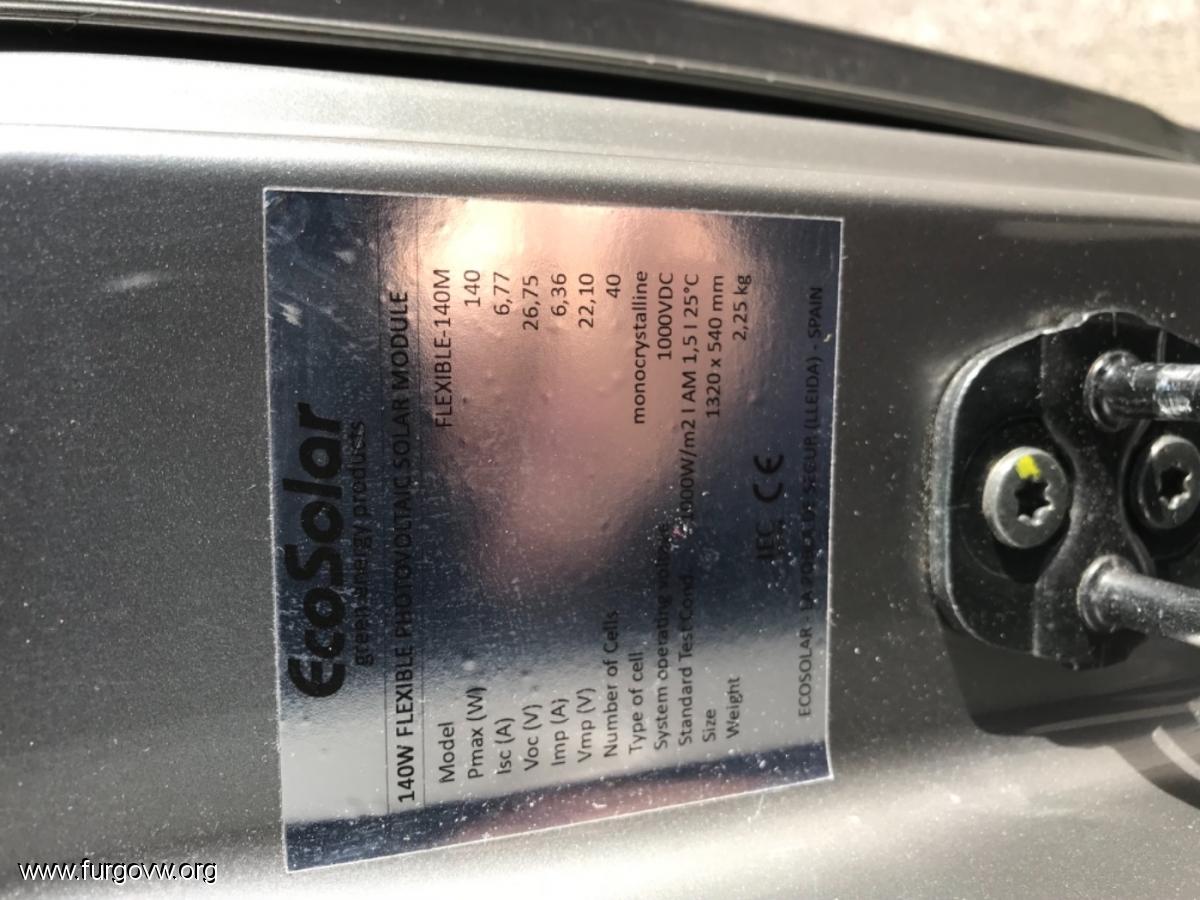 EcoSolar
green energy products
140W FLEXIBLE PHOTOVOLTAIC SOLAR MODULE
Model FLEXIBLE-140M
Pmax (W) 140
Isc (A) 6,77
Voc (V) 26,75
Imp (A) 6,36
Vmp (V) 22,10
Number of Cells 40
Type of cell monocrystalline
System operating voltage 1000VDC
Standard Test Cond. 1000W/m2 I AM 1,5 I 25°C
Size 1320 x 540 mm
Weight 2,25 kg
IEC CE
ECOSOLAR - LA POBLA DE SEGUR (LLEIDA) - SPAIN
www.furgovw.org